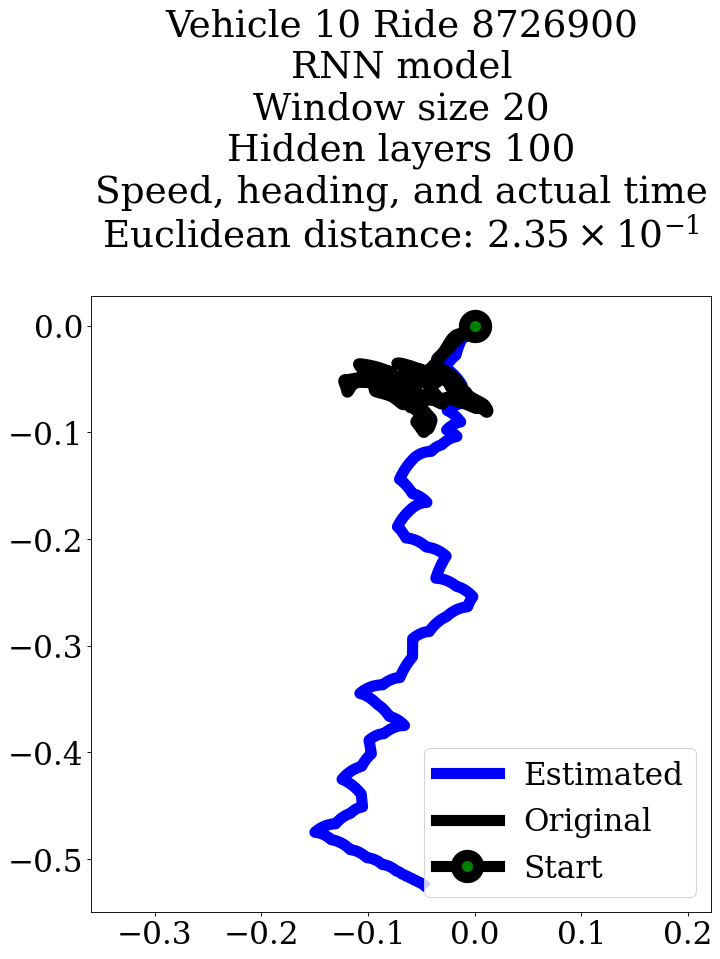 Vehicle 10 Ride 8726900
RNN model
Window size 20
Hidden layers 100
Speed, heading, and actual time
Euclidean distance: 2.35 × 10⁻¹
0.0
−0.1
−0.2
−0.3
−0.4
−0.5
Estimated
Original
Start
−0.3 −0.2 −0.1 0.0 0.1 0.2